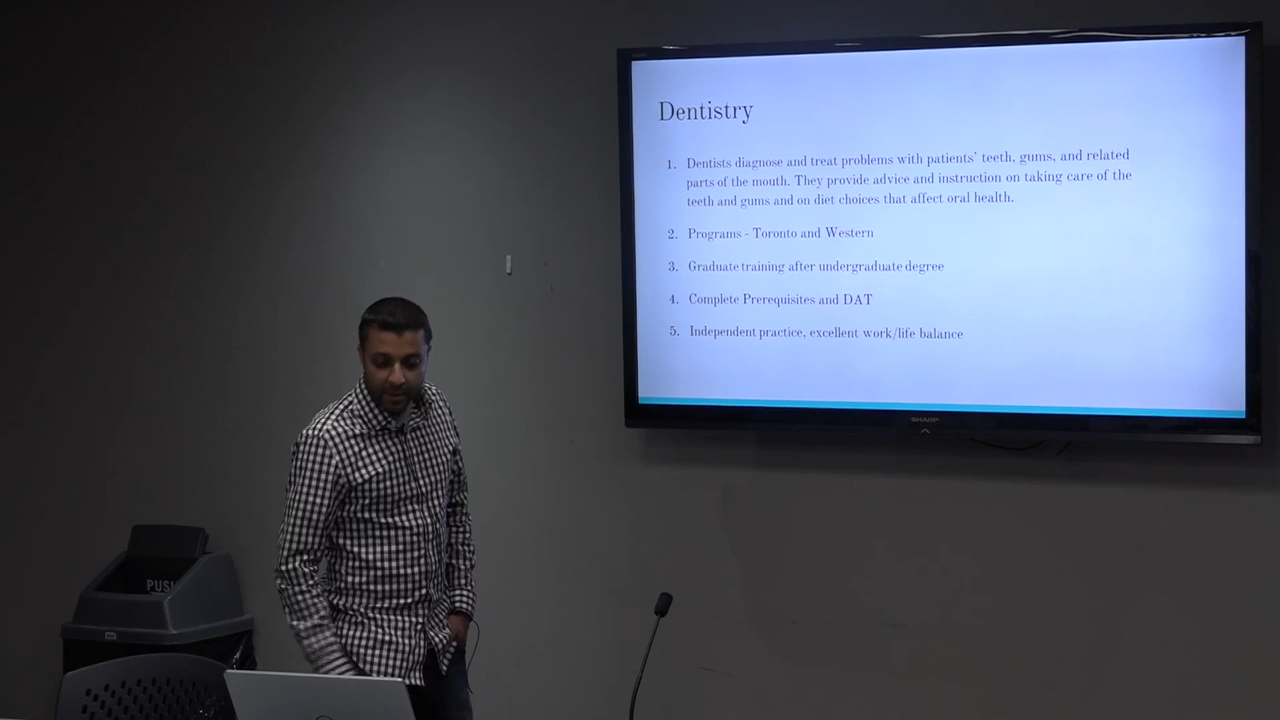 Dentistry
1. Dentists diagnose and treat problems with patients' teeth, gums, and related
parts of the mouth. They provide advice and instruction on taking care of the
teeth and gums and on diet choices that affect oral health.
2. Programs - Toronto and Western
3. Graduate training after undergraduate degree
4. Complete Prerequisites and DAT
5. Independent practice, excellent work/life balance
SHARP
PUSH